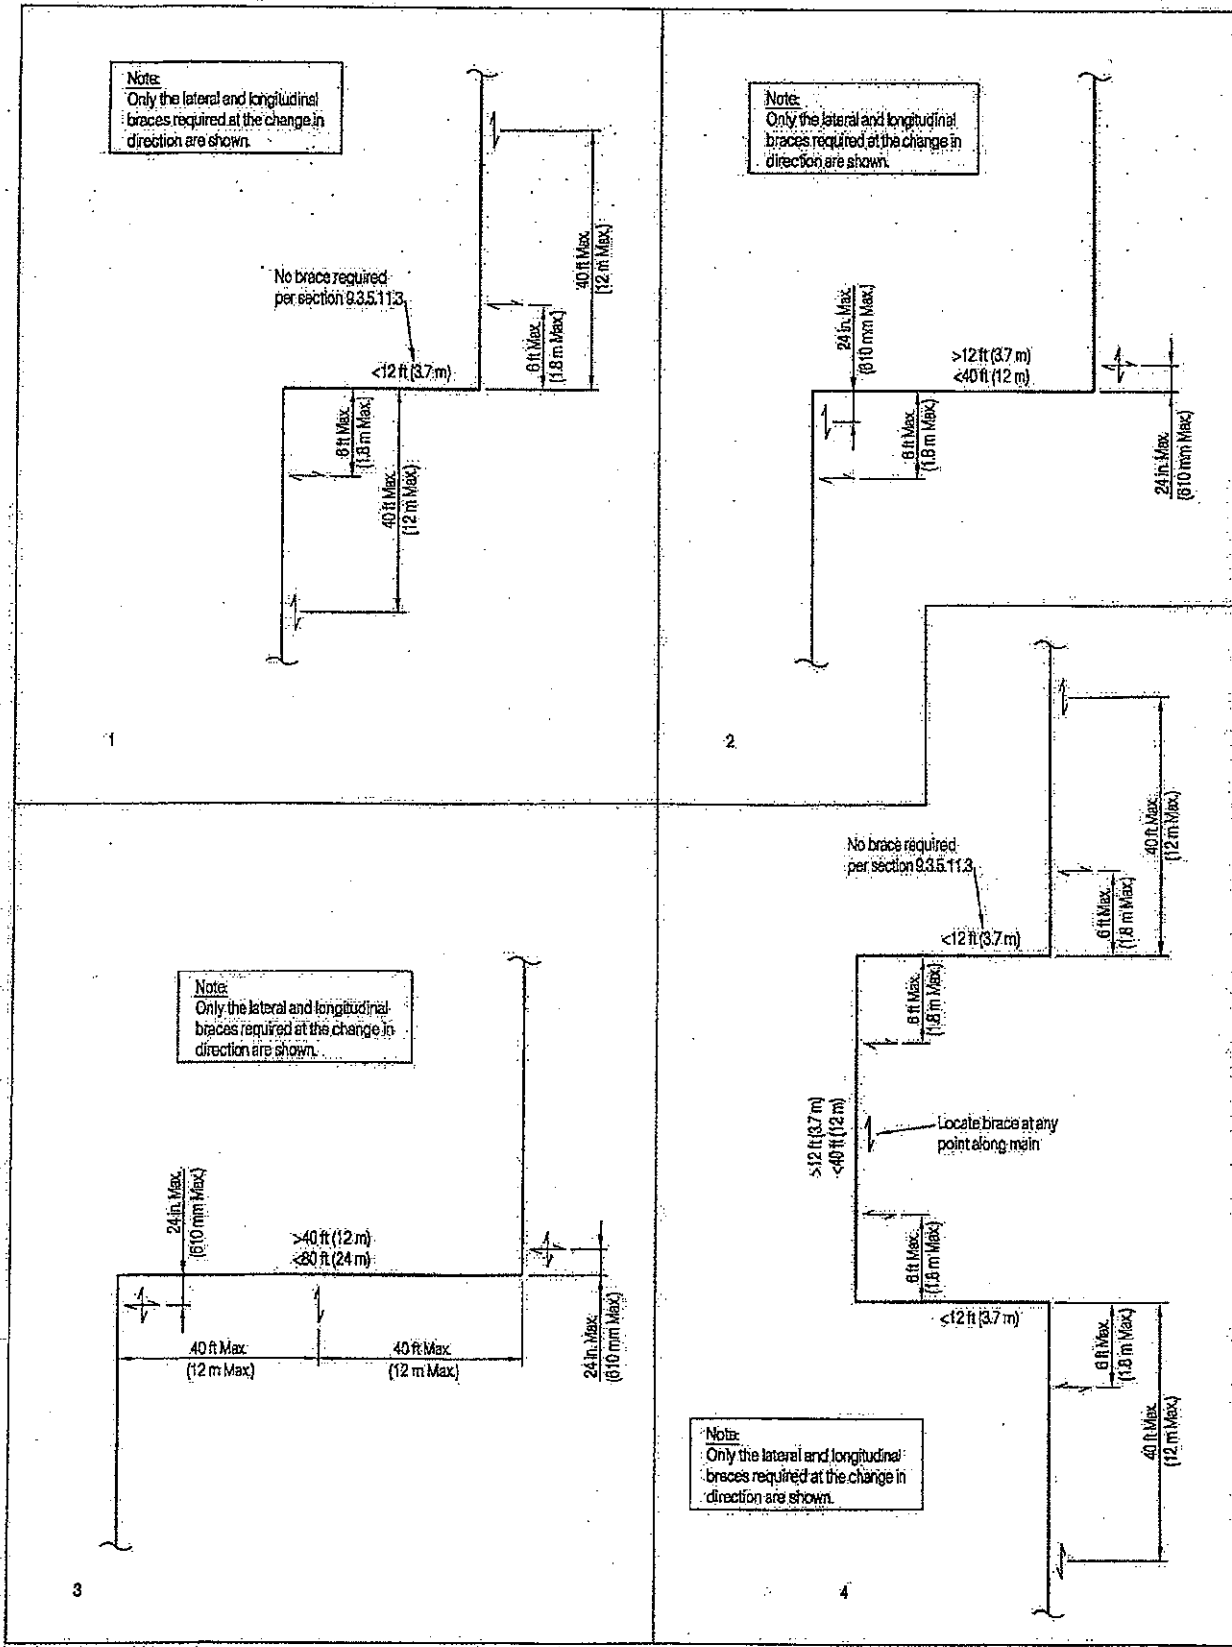 Note:
Only the lateral and longitudinal
braces required at the change in
direction are shown.
No brace required
per section 9.3.5.11.3
<12 ft (3.7 m)
40 ft Max.
(12 m Max.)
6 ft Max.
(1.8 m Max.)
6 ft Max.
(1.8 m Max.)
40 ft Max.
(12 m Max.)
1
Note:
Only the lateral and longitudinal
braces required at the change in
direction are shown.
24 in. Max.
(610 mm Max.)
>12 ft (3.7 m)
<40 ft (12 m)
6 ft Max.
(1.8 m Max.)
24 in. Max.
(610 mm Max.)
2
Note:
Only the lateral and longitudinal
braces required at the change in
direction are shown.
24 in. Max.
(610 mm Max.)
>40 ft (12 m)
<80 ft (24 m)
40 ft Max.
(12 m Max.)
40 ft Max.
(12 m Max.)
24 in. Max.
(610 mm Max.)
3
No brace required
per section 9.3.5.11.3
<12 ft (3.7 m)
40 ft Max.
(12 m Max.)
6 ft Max.
(1.8 m Max.)
6 ft Max.
(1.8 m Max.)
>12 ft (3.7 m)
<40 ft (12 m)
Locate brace at any
point along main
6 ft Max.
(1.8 m Max.)
<12 ft (3.7 m)
6 ft Max.
(1.8 m Max.)
40 ft Max.
(12 m Max.)
Note:
Only the lateral and longitudinal
braces required at the change in
direction are shown.
4